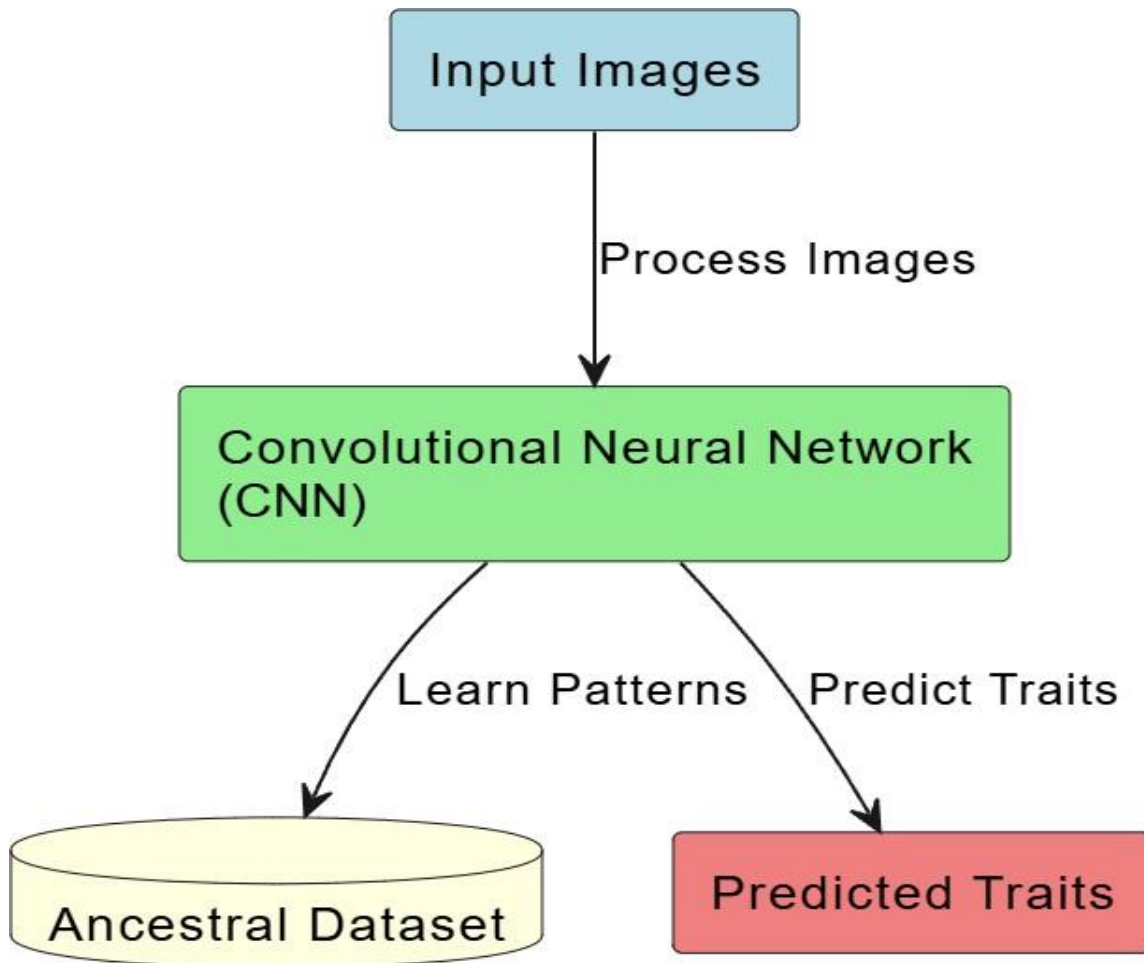 Input Images
Process Images
Convolutional Neural Network
(CNN)
Learn Patterns
Predict Traits
Ancestral Dataset
Predicted Traits